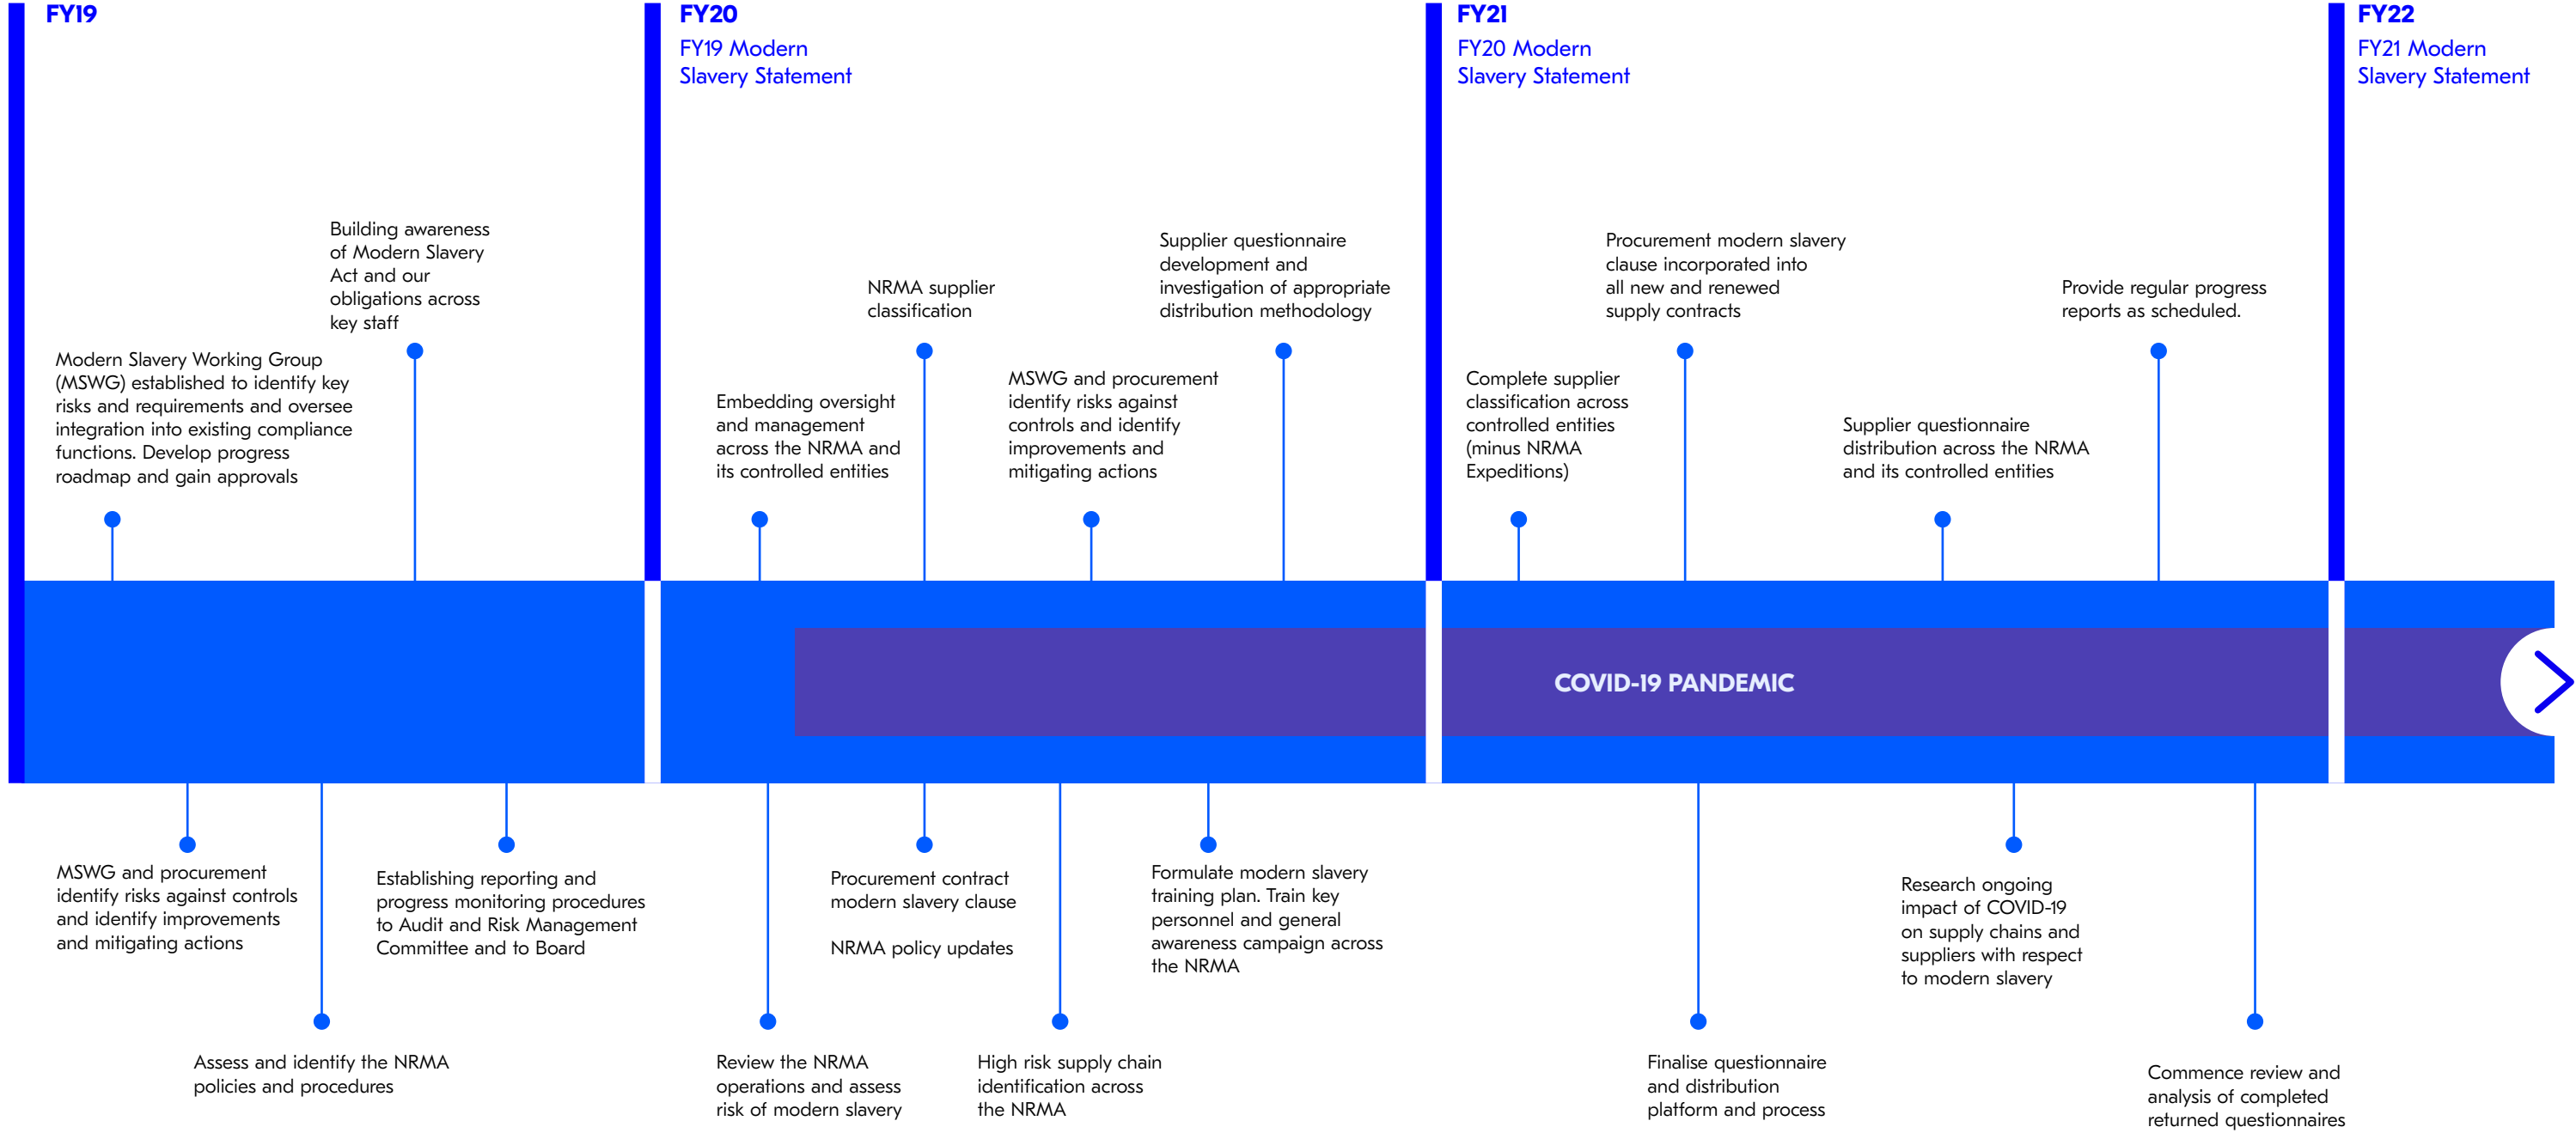 FY19
FY20
FY19 Modern
Slavery Statement
FY21
FY20 Modern
Slavery Statement
FY22
FY21 Modern
Slavery Statement
Modern Slavery Working Group
(MSWG) established to identify key
risks and requirements and oversee
integration into existing compliance
functions. Develop progress
roadmap and gain approvals
Building awareness
of Modern Slavery
Act and our
obligations across
key staff
Embedding oversight
and management
across the NRMA and
its controlled entities
NRMA supplier
classification
MSWG and procurement
identify risks against
controls and identify
improvements and
mitigating actions
Supplier questionnaire
development and
investigation of appropriate
distribution methodology
Complete supplier
classification across
controlled entities
(minus NRMA
Expeditions)
Procurement modern slavery
clause incorporated into
all new and renewed
supply contracts
Supplier questionnaire
distribution across the NRMA
and its controlled entities
Provide regular progress
reports as scheduled.
COVID-19 PANDEMIC
MSWG and procurement
identify risks against controls
and identify improvements
and mitigating actions
Assess and identify the NRMA
policies and procedures
Establishing reporting and
progress monitoring procedures
to Audit and Risk Management
Committee and to Board
Review the NRMA
operations and assess
risk of modern slavery
Procurement contract
modern slavery clause
NRMA policy updates
High risk supply chain
identification across
the NRMA
Formulate modern slavery
training plan. Train key
personnel and general
awareness campaign across
the NRMA
Finalise questionnaire
and distribution
platform and process
Research ongoing
impact of COVID-19
on supply chains and
suppliers with respect
to modern slavery
Commence review and
analysis of completed
returned questionnaires